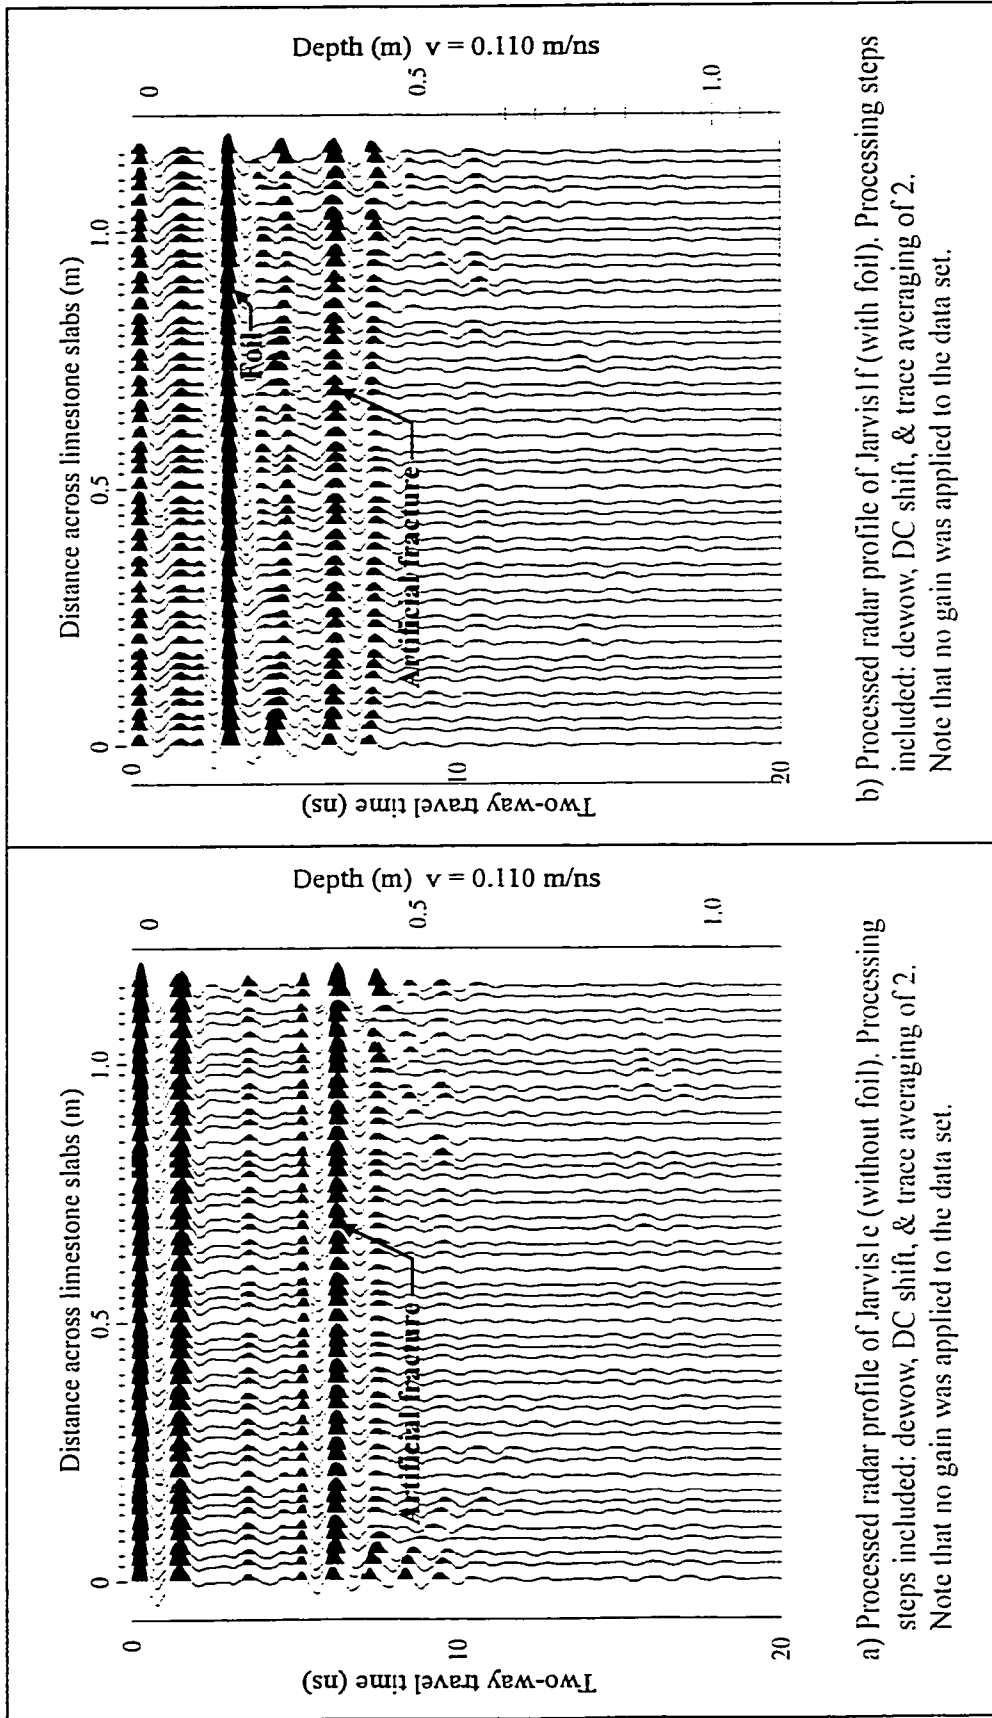 Distance across limestone slabs (m)
0
0.5
1.0
Two-way travel time (ns)
0
10
20
Depth (m) v = 0.110 m/ns
0
0.5
1.0
Artificial fracture
a) Processed radar profile of Jarvis1c (without foil). Processing
steps included: dewow, DC shift, & trace averaging of 2.
Note that no gain was applied to the data set.
Distance across limestone slabs (m)
0
0.5
1.0
Two-way travel time (ns)
0
10
20
Depth (m) v = 0.110 m/ns
0
0.5
1.0
Foil
Artificial fracture
b) Processed radar profile of Jarvis1f (with foil). Processing steps
included: dewow, DC shift, & trace averaging of 2.
Note that no gain was applied to the data set.